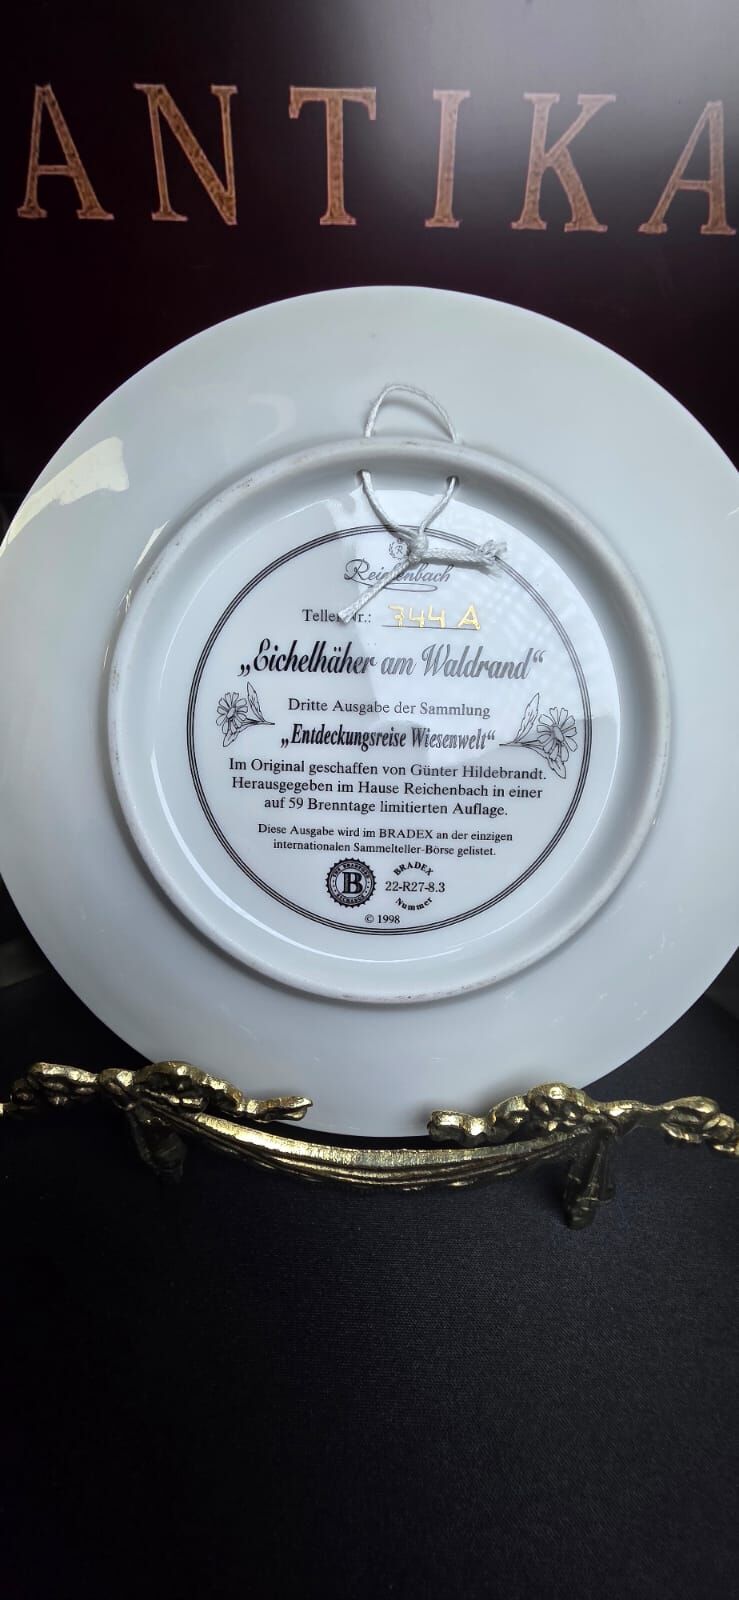 ANTIKA
R
Reichenbach
Teller Nr.: 344 A
„Eichelhäher am Waldrand“
Dritte Ausgabe der Sammlung
„Entdeckungsreise Wiesenwelt“
Im Original geschaffen von Günter Hildebrandt.
Herausgegeben im Hause Reichenbach in einer
auf 59 Brenntage limitierten Auflage.
Diese Ausgabe wird im BRADEX an der einzigen
internationalen Sammelteller-Börse gelistet.
B
BRADEX
22-R27-8.3
Nummer
© 1998